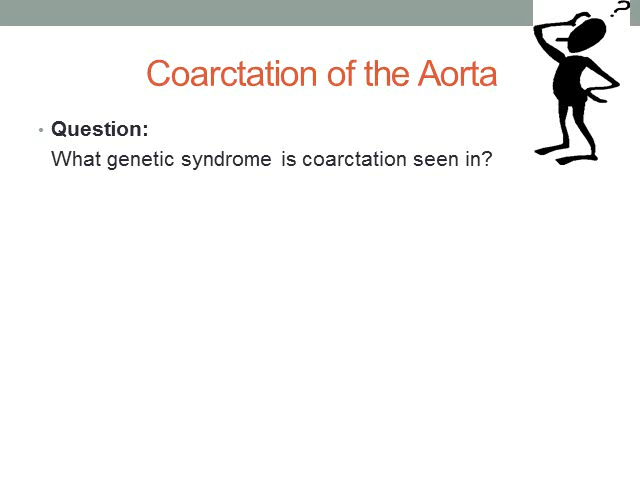 ?
Coarctation of the Aorta
• Question:
What genetic syndrome is coarctation seen in?